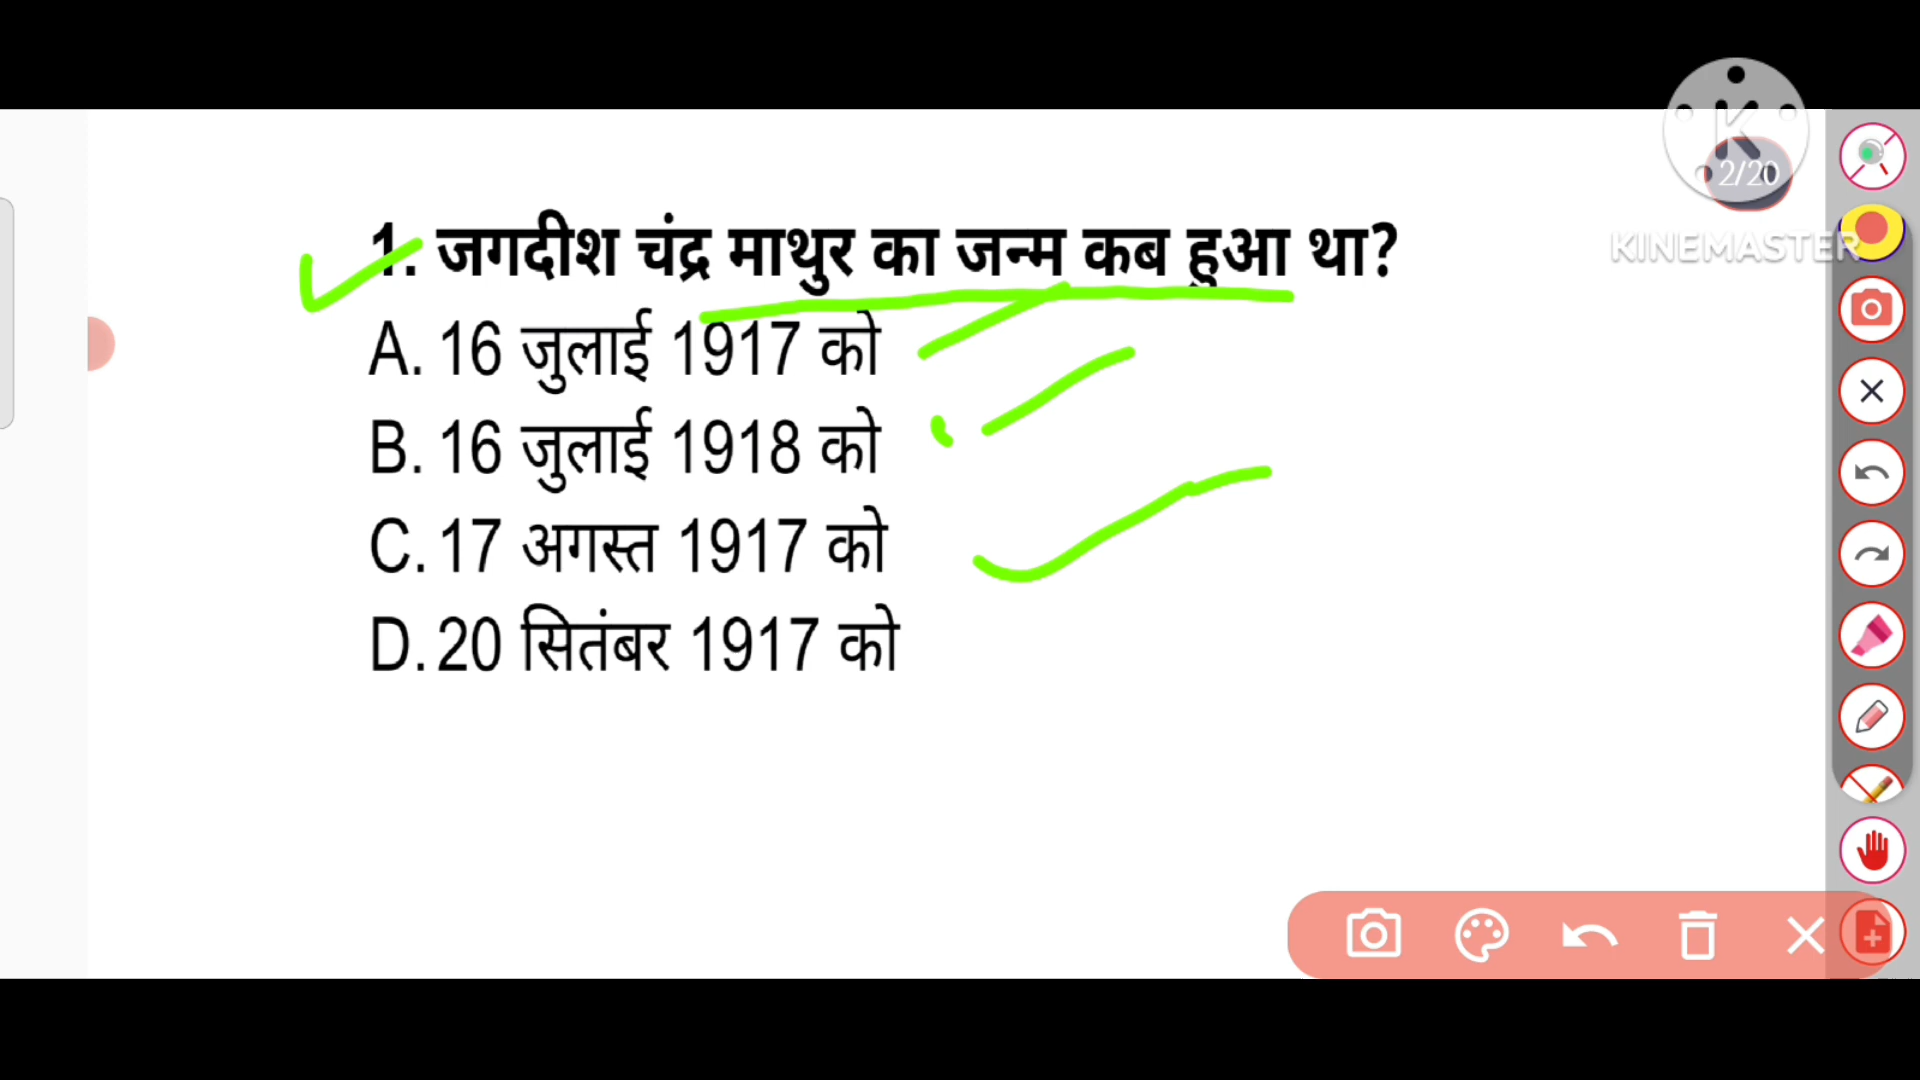 2/20
KINEMASTER
1. जगदीश चंद्र माथुर का जन्म कब हुआ था?
A. 16 जुलाई 1917 को
B. 16 जुलाई 1918 को
C. 17 अगस्त 1917 को
D. 20 सितंबर 1917 को